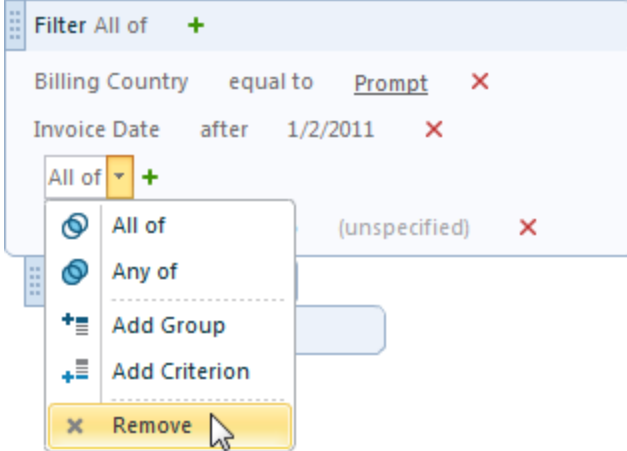 Filter All of
Billing Country equal to Prompt
Invoice Date after 1/2/2011
All of
All of
(unspecified)
Any of
Add Group
Add Criterion
Remove